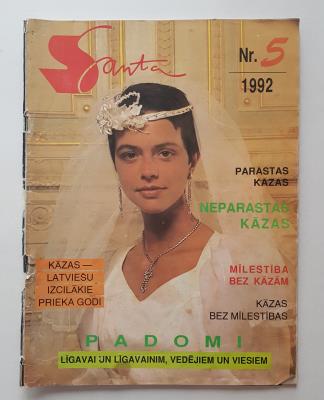 Santa
Nr. 5
1992
PARASTAS
KĀZAS
NEPARASTAS
KĀZAS
MĪLESTĪBA
BEZ KĀZĀM
KĀZAS
BEZ MĪLESTĪBAS
KĀZAS —
LATVIEŠU
IZCILĀKIE
PRIEKA GODI
PADOMI
LĪGAVAI UN LĪGAVAINIM, VEDĒJIEM UN VIESIEM